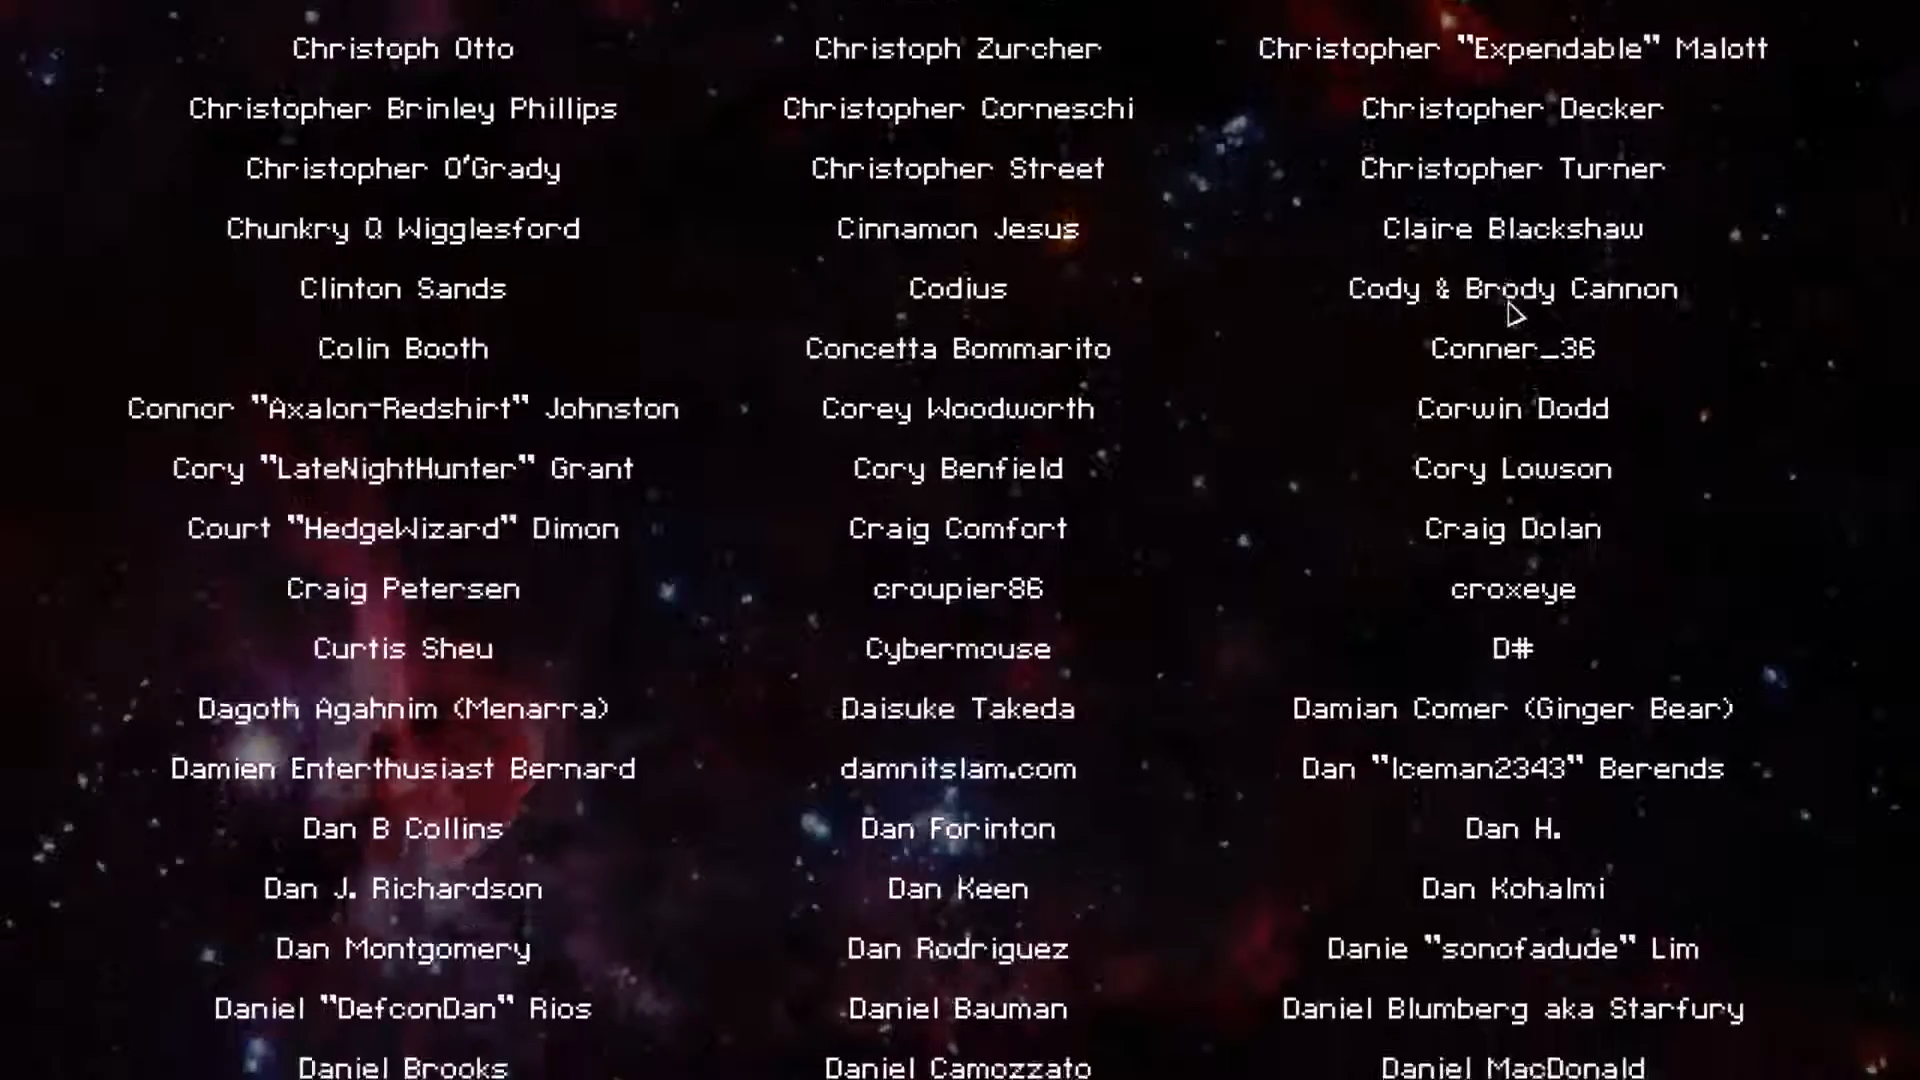 Christoph Otto Christoph Zurcher Christopher "Expendable" Malott
Christopher Brinley Phillips Christopher Corneschi Christopher Decker
Christopher O'Grady Christopher Street Christopher Turner
Chunkry Q Wigglesford Cinnamon Jesus Claire Blackshaw
Clinton Sands Codius Cody & Brody Cannon
Colin Booth Concetta Bommarito Conner_36
Connor "Axalon-Redshirt" Johnston Corey Woodworth Corwin Dodd
Cory "LateNightHunter" Grant Cory Benfield Cory Lowson
Court "HedgeWizard" Dimon Craig Comfort Craig Dolan
Craig Petersen croupier86 croxeye
Curtis Sheu Cybermouse D#
Dagoth Agahnim (Menarra) Daisuke Takeda Damian Comer (Ginger Bear)
Damien Enterthusiast Bernard damnitslam.com Dan "Iceman2343" Berends
Dan B Collins Dan Forinton Dan H.
Dan J. Richardson Dan Keen Dan Kohalmi
Dan Montgomery Dan Rodriguez Danie "sonofadude" Lim
Daniel "DefconDan" Rios Daniel Bauman Daniel Blumberg aka Starfury
Daniel Brooks Daniel Camozzato Daniel MacDonald